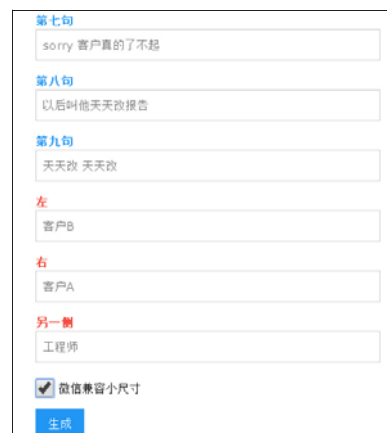 第七句
sorry 客户真的了不起
第八句
以后叫他天天改报告
第九句
天天改 天天改
左
客户B
右
客户A
另一侧
工程师
微信兼容小尺寸
生成